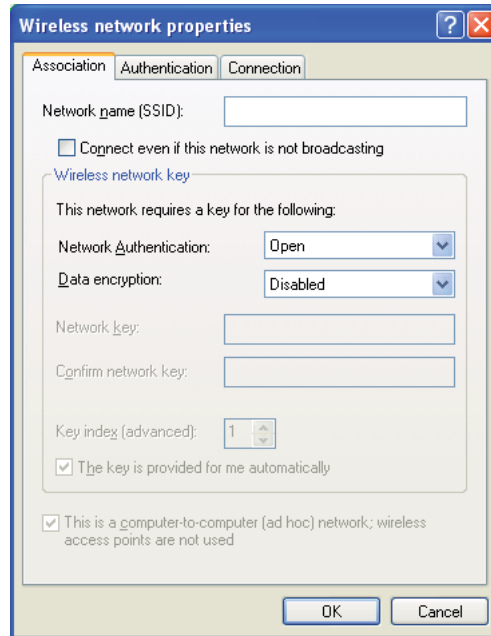 Wireless network properties
Association Authentication Connection
Network name (SSID):
Connect even if this network is not broadcasting
Wireless network key
This network requires a key for the following:
Network Authentication: Open
Data encryption: Disabled
Network key:
Confirm network key:
Key index (advanced): 1
The key is provided for me automatically
This is a computer-to-computer (ad hoc) network; wireless
access points are not used
OK Cancel